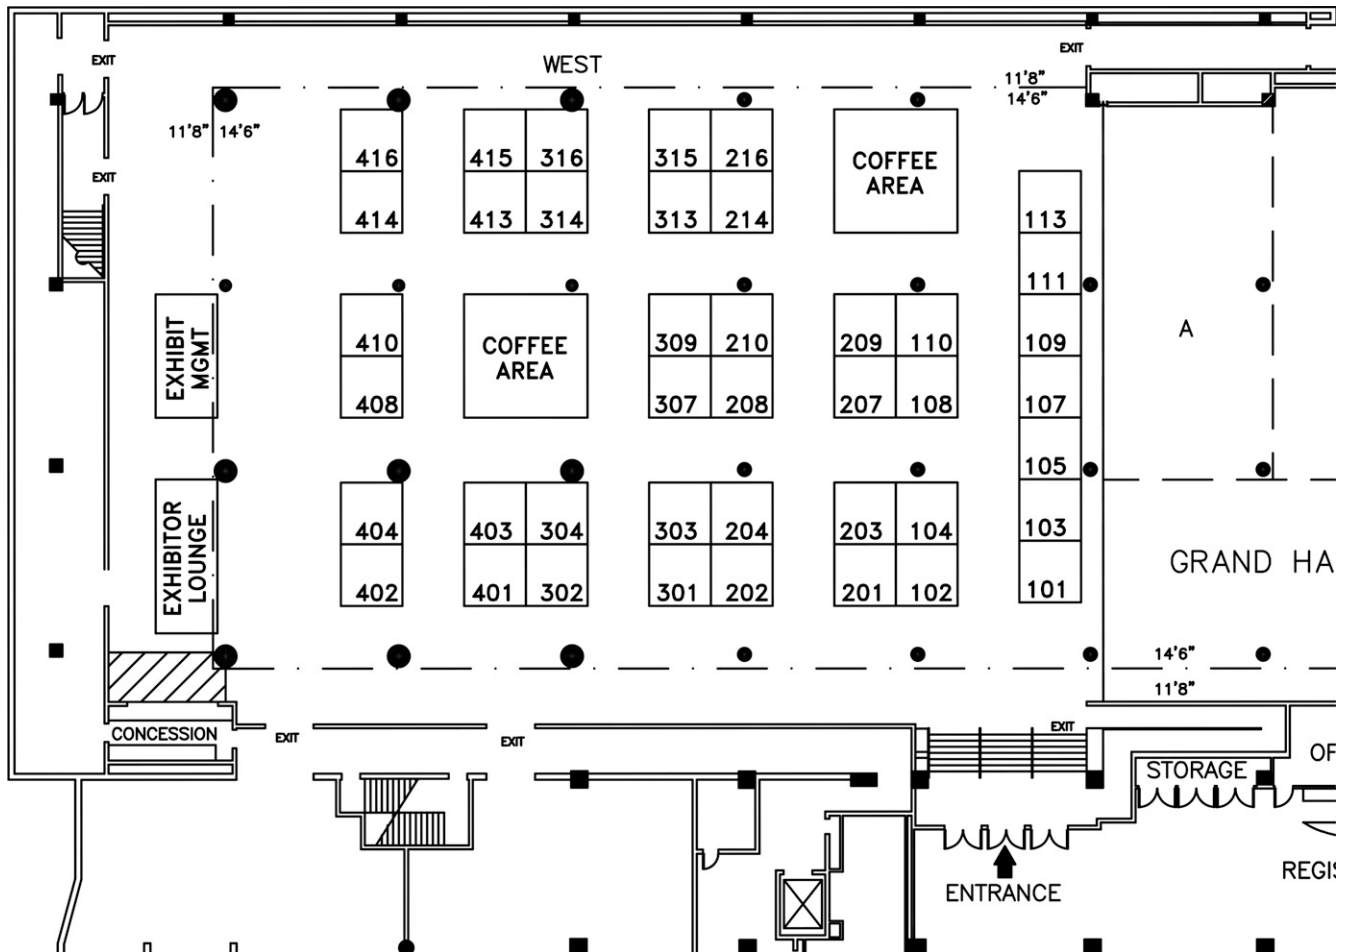 EXIT
EXIT
WEST
11'8"
14'6"
11'8" 14'6"
416 415 316 315 216
COFFEE
AREA
EXIT
414 413 314 313 214
113
111
EXHIBIT
MGMT
410
COFFEE
AREA
309 210 209 110 109
A
408 307 208 207 108 107
105
EXHIBITOR
LOUNGE
404 403 304 303 204 203 104 103
GRAND HA
402 401 302 301 202 201 102 101
14'6"
11'8"
CONCESSION
EXIT
EXIT
EXIT
STORAGE
OF
ENTRANCE
REGIS